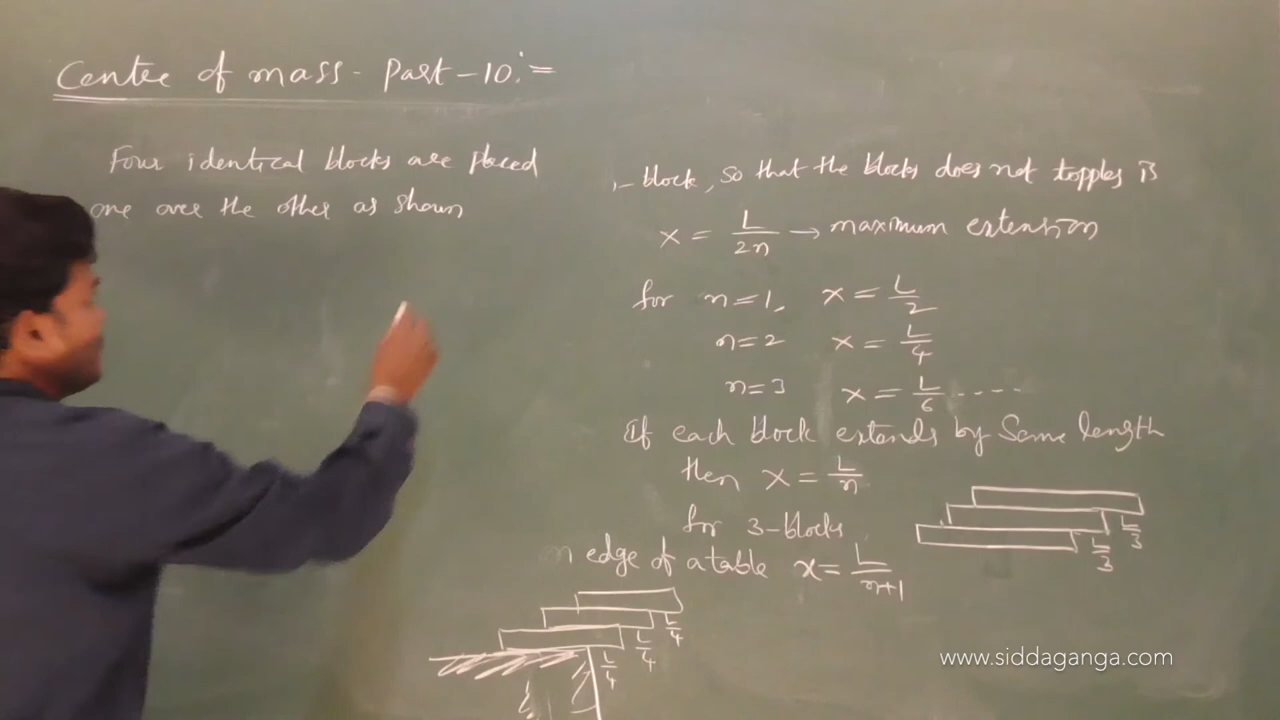 Centre of mass - Part - 10:=
Four identical blocks are placed
one over the other as shown
block, so that the blocks does not topples is
x = L/2n → maximum extension
for n=1, x = L/2
n=2 x = L/4
n=3 x = L/6 ....
If each block extends by Same length
then x = L/n
for 3-blocks
L/3
L/3
edge of a table x = L/n+1
L/4
L/4
L/4
www.siddaganga.com